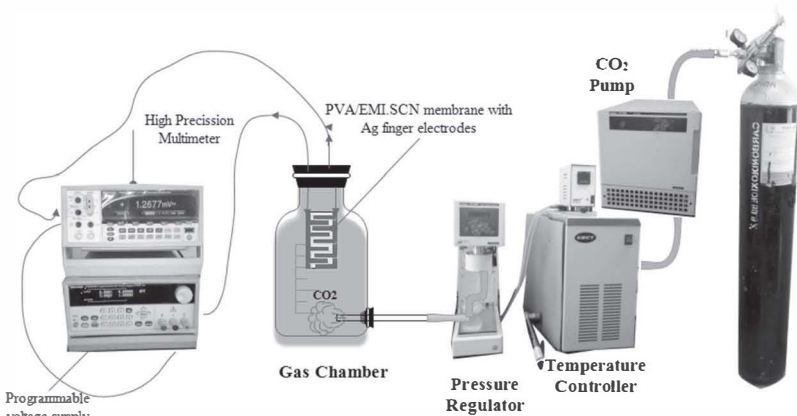 CO₂
Pump
PVA/EMI.SCN membrane with
Ag finger electrodes
High Precission
Multimeter
1.2677mV
CO2
Gas Chamber
Pressure
Regulator
Temperature
Controller
Programmable
voltage supply